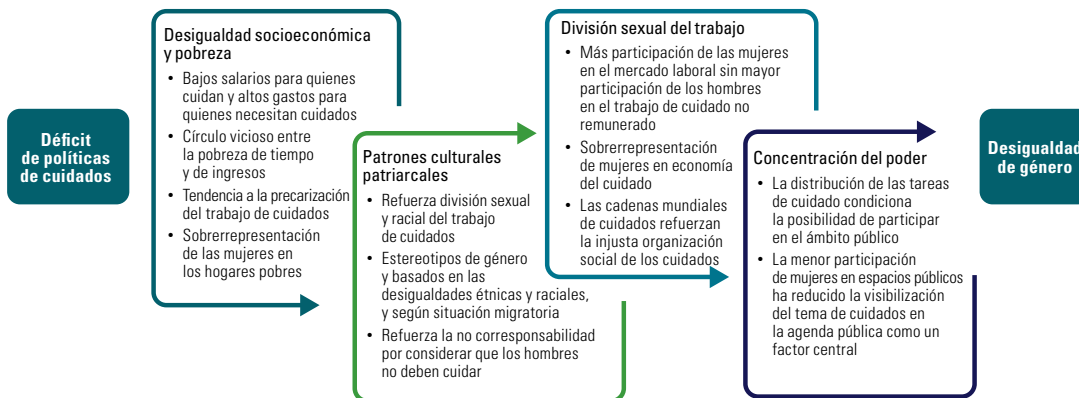 Déficit
de políticas
de cuidados
Desigualdad socioeconómica
y pobreza
• Bajos salarios para quienes
cuidan y altos gastos para
quienes necesitan cuidados
• Círculo vicioso entre
la pobreza de tiempo
y de ingresos
• Tendencia a la precarización
del trabajo de cuidados
• Sobrerrepresentación
de las mujeres en
los hogares pobres
Patrones culturales
patriarcales
• Refuerza división sexual
y racial del trabajo
de cuidados
• Estereotipos de género
y basados en las
desigualdades étnicas y raciales,
y según situación migratoria
• Refuerza la no corresponsabilidad
por considerar que los hombres
no deben cuidar
División sexual del trabajo
• Más participación de las mujeres
en el mercado laboral sin mayor
participación de los hombres
en el trabajo de cuidado no
remunerado
• Sobrerrepresentación
de mujeres en economía
del cuidado
• Las cadenas mundiales
de cuidados refuerzan
la injusta organización
social de los cuidados
Concentración del poder
• La distribución de las tareas
de cuidado condiciona
la posibilidad de participar
en el ámbito público
• La menor participación
de mujeres en espacios públicos
ha reducido la visibilización
del tema de cuidados en
la agenda pública como un
factor central
Desigualdad
de género